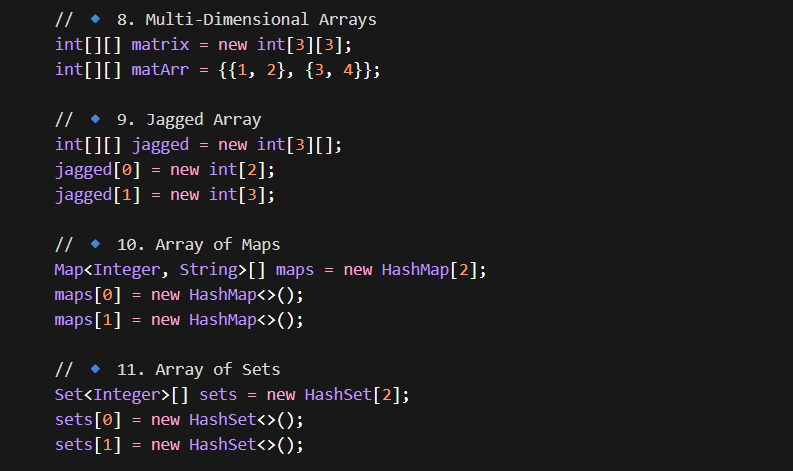 // 🔹 8. Multi-Dimensional Arrays
int[][] matrix = new int[3][3];
int[][] matArr = {{1, 2}, {3, 4}};
// 🔹 9. Jagged Array
int[][] jagged = new int[3][];
jagged[0] = new int[2];
jagged[1] = new int[3];
// 🔹 10. Array of Maps
Map<Integer, String>[] maps = new HashMap[2];
maps[0] = new HashMap<>();
maps[1] = new HashMap<>();
// 🔹 11. Array of Sets
Set<Integer>[] sets = new HashSet[2];
sets[0] = new HashSet<>();
sets[1] = new HashSet<>();